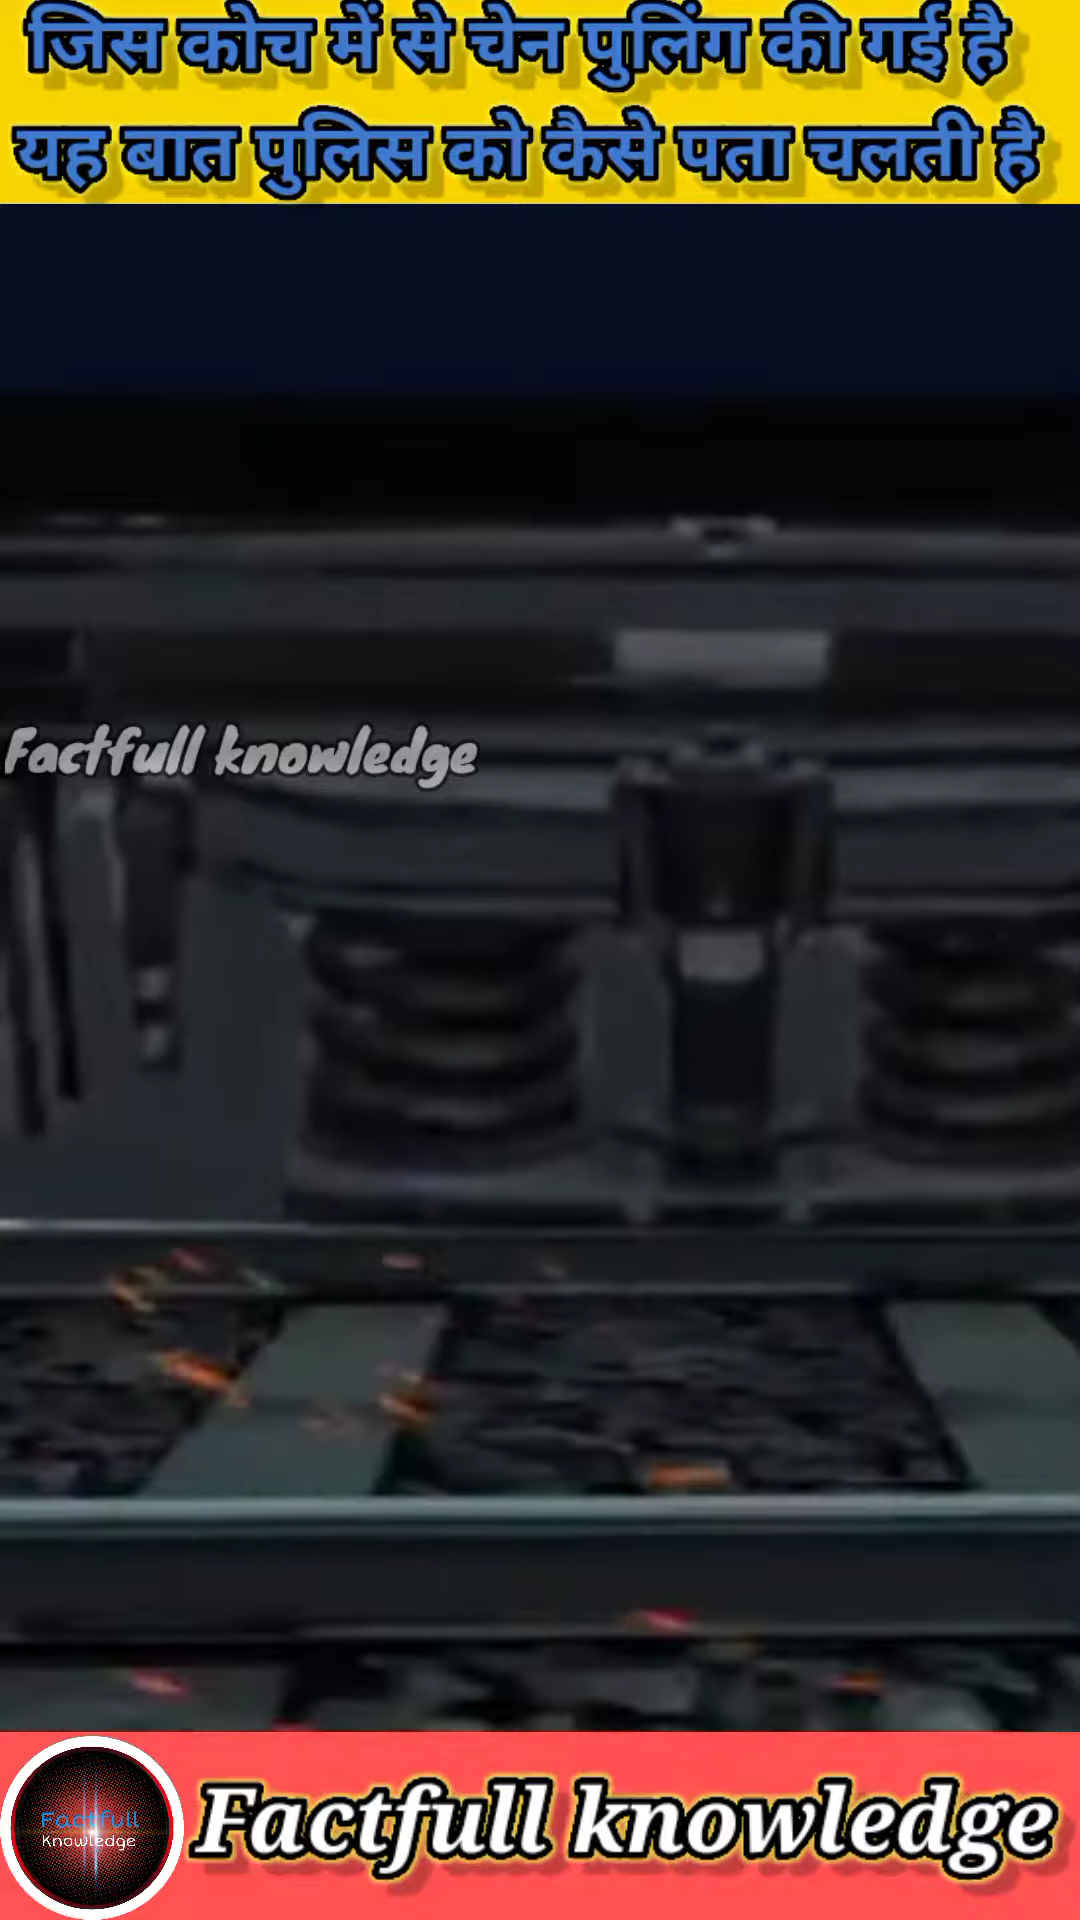 जिस कोच में से चेन पुलिंग की गई है
यह बात पुलिस को कैसे पता चलती है
Factfull knowledge
Factfull
Knowledge
Factfull knowledge